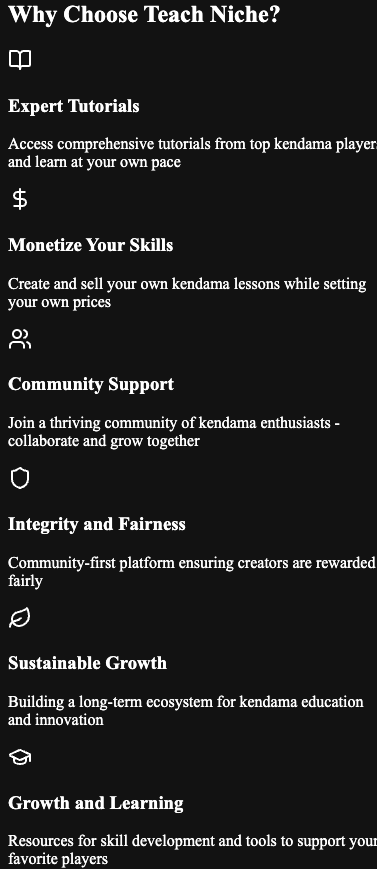 Why Choose Teach Niche?
Expert Tutorials
Access comprehensive tutorials from top kendama players
and learn at your own pace
Monetize Your Skills
Create and sell your own kendama lessons while setting
your own prices
Community Support
Join a thriving community of kendama enthusiasts -
collaborate and grow together
Integrity and Fairness
Community-first platform ensuring creators are rewarded
fairly
Sustainable Growth
Building a long-term ecosystem for kendama education
and innovation
Growth and Learning
Resources for skill development and tools to support your
favorite players